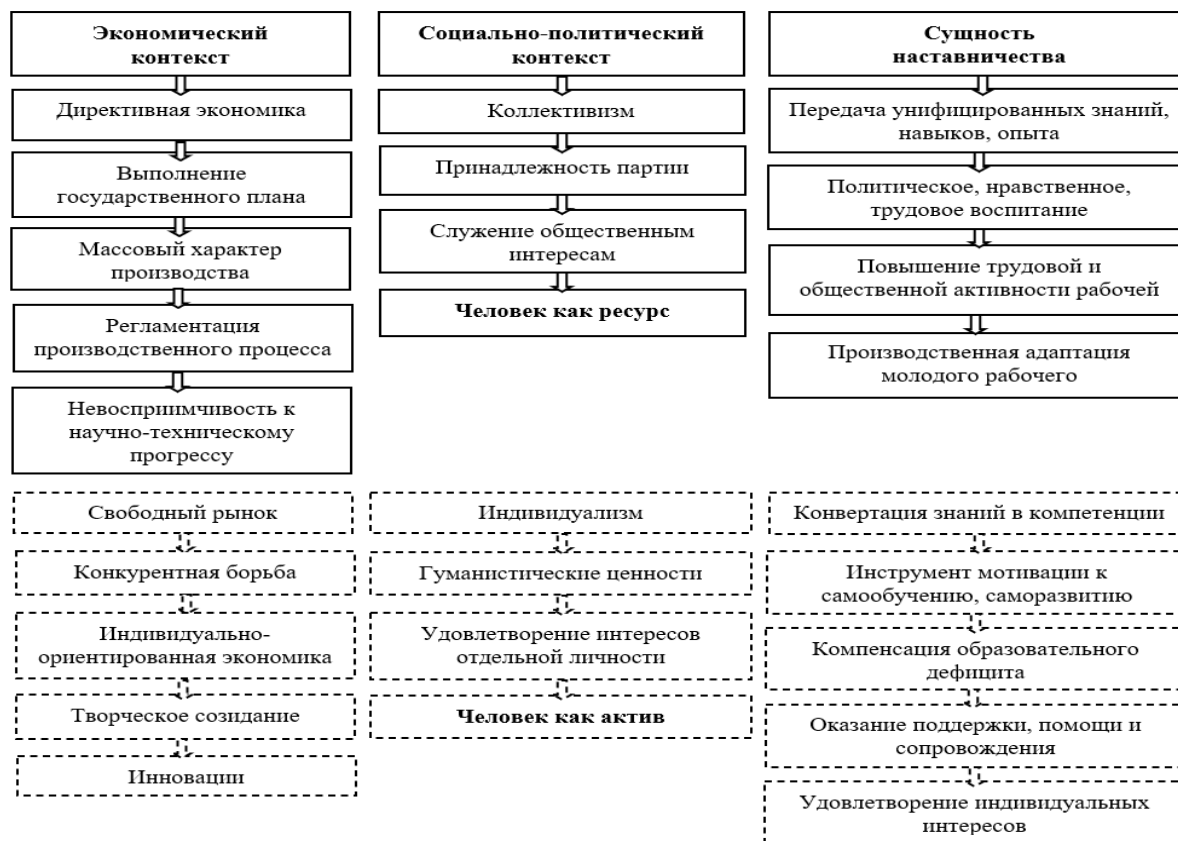 Экономический
контекст
Директивная экономика
Выполнение
государственного плана
Массовый характер
производства
Регламентация
производственного процесса
Невосприимчивость к
научно-техническому
прогрессу
Свободный рынок
Конкурентная борьба
Индивидуально-
ориентированная экономика
Творческое созидание
Инновации
Социально-политический
контекст
Коллективизм
Принадлежность партии
Служение общественным
интересам
Человек как ресурс
Индивидуализм
Гуманистические ценности
Удовлетворение интересов
отдельной личности
Человек как актив
Сущность
наставничества
Передача унифицированных знаний,
навыков, опыта
Политическое, нравственное,
трудовое воспитание
Повышение трудовой и
общественной активности рабочей
Производственная адаптация
молодого рабочего
Конвертация знаний в компетенции
Инструмент мотивации к
самообучению, саморазвитию
Компенсация образовательного
дефицита
Оказание поддержки, помощи и
сопровождения
Удовлетворение индивидуальных
интересов